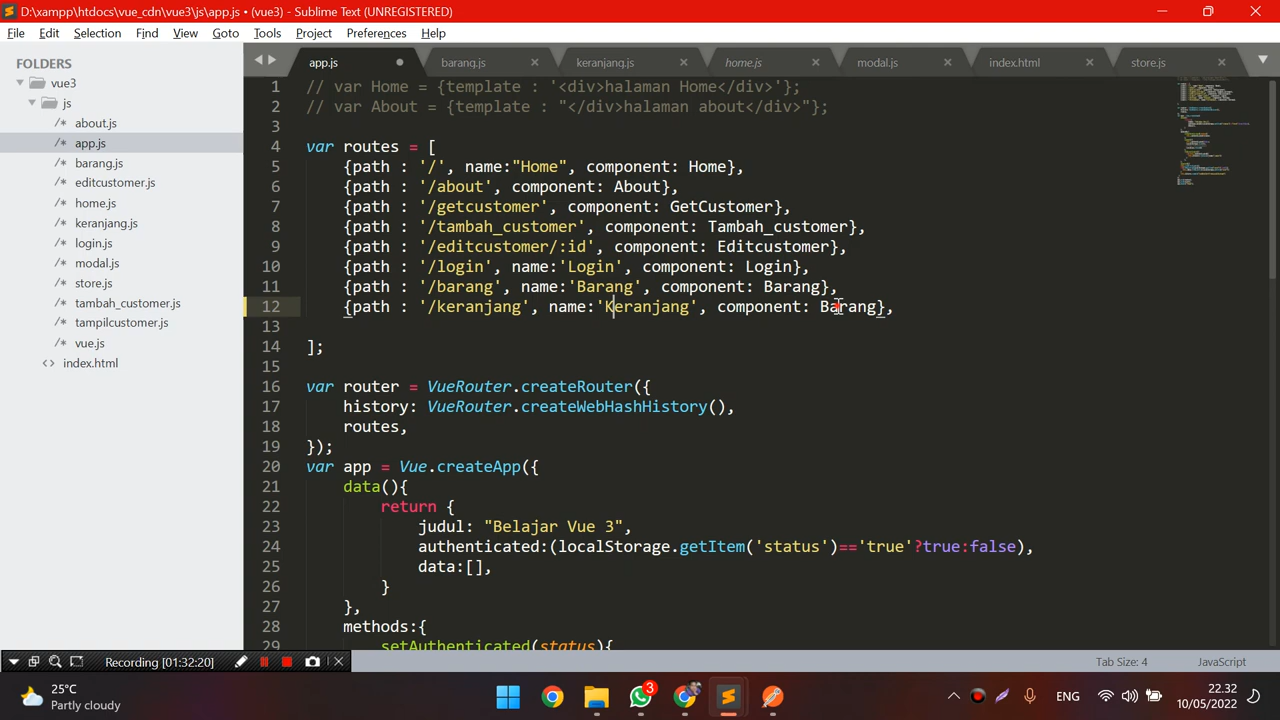 D:\xampp\htdocs\vue_cdn\vue3\js\app.js • (vue3) - Sublime Text (UNREGISTERED)
File Edit Selection Find View Goto Tools Project Preferences Help
FOLDERS
vue3
js
/* about.js
/* app.js
/* barang.js
/* editcustomer.js
/* home.js
/* keranjang.js
/* login.js
/* modal.js
/* store.js
/* tambah_customer.js
/* tampilcustomer.js
/* vue.js
<> index.html
app.js barang.js keranjang.js home.js modal.js index.html store.js
1 // var Home = {template : '<div>halaman Home</div>'};
2 // var About = {template : "</div>halaman about</div>"};
3
4 var routes = [
5 {path : '/', name:"Home", component: Home},
6 {path : '/about', component: About},
7 {path : '/getcustomer', component: GetCustomer},
8 {path : '/tambah_customer', component: Tambah_customer},
9 {path : '/editcustomer/:id', component: Editcustomer},
10 {path : '/login', name:'Login', component: Login},
11 {path : '/barang', name:'Barang', component: Barang},
12 {path : '/keranjang', name:'Keranjang', component: Barang},
13
14 ];
15
16 var router = VueRouter.createRouter({
17 history: VueRouter.createWebHashHistory(),
18 routes,
19 });
20 var app = Vue.createApp({
21 data(){
22 return {
23 judul: "Belajar Vue 3",
24 authenticated:(localStorage.getItem('status')=='true'?true:false),
25 data:[],
26 }
27 },
28 methods:{
29 setAuthenticated(status){
Recording [01:32:20]
Tab Size: 4 JavaScript
25°C
Partly cloudy
3
ENG
22.32
10/05/2022